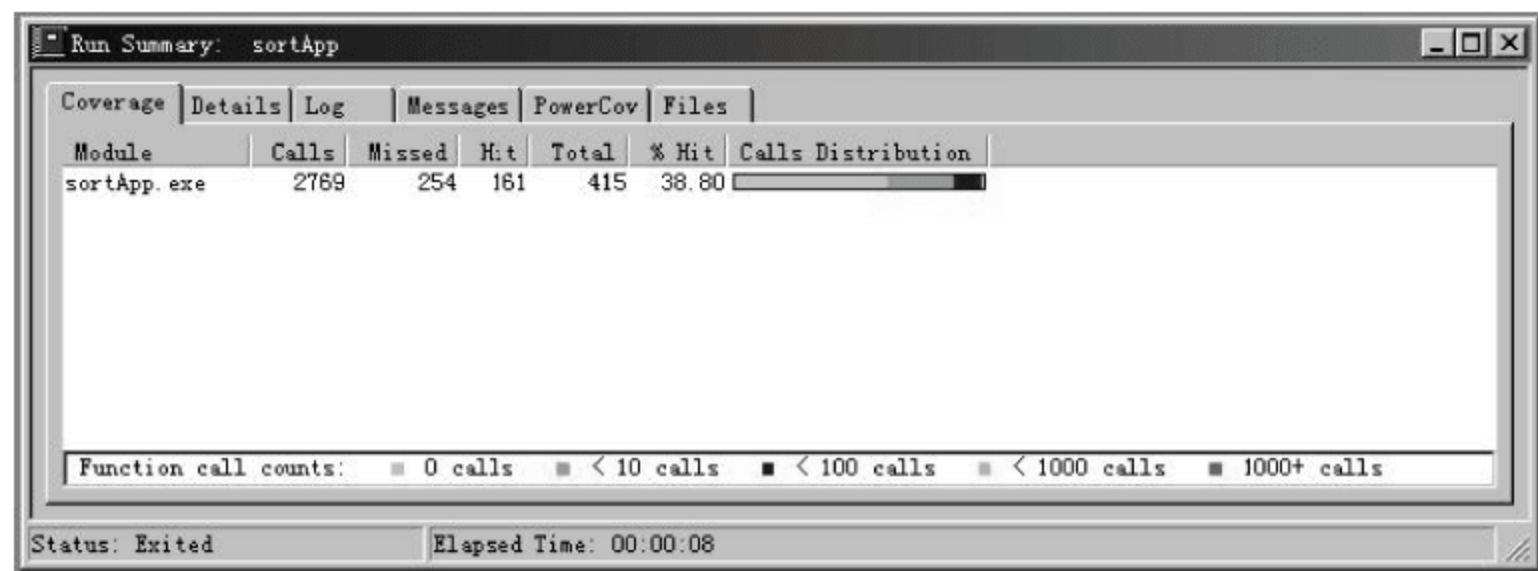 Run Summary: sortApp
Coverage Details Log Messages PowerCov Files
Module Calls Missed Hit Total % Hit Calls Distribution
sortApp.exe 2769 254 161 415 38.80
Function call counts: 0 calls < 10 calls < 100 calls < 1000 calls 1000+ calls
Status: Exited Elapsed Time: 00:00:08